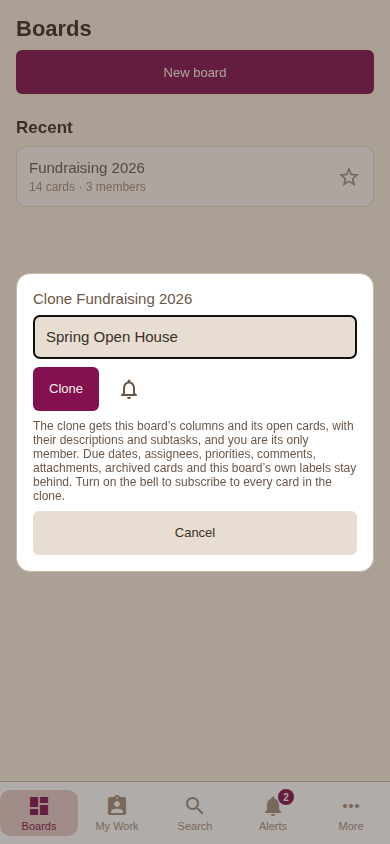 Boards
New board
Recent
Fundraising 2026
14 cards · 3 members
Clone Fundraising 2026
Spring Open House
Clone
The clone gets this board’s columns and its open cards, with
their descriptions and subtasks, and you are its only
member. Due dates, assignees, priorities, comments,
attachments, archived cards and this board’s own labels stay
behind. Turn on the bell to subscribe to every card in the
clone.
Cancel
2
Boards
My Work
Search
Alerts
More